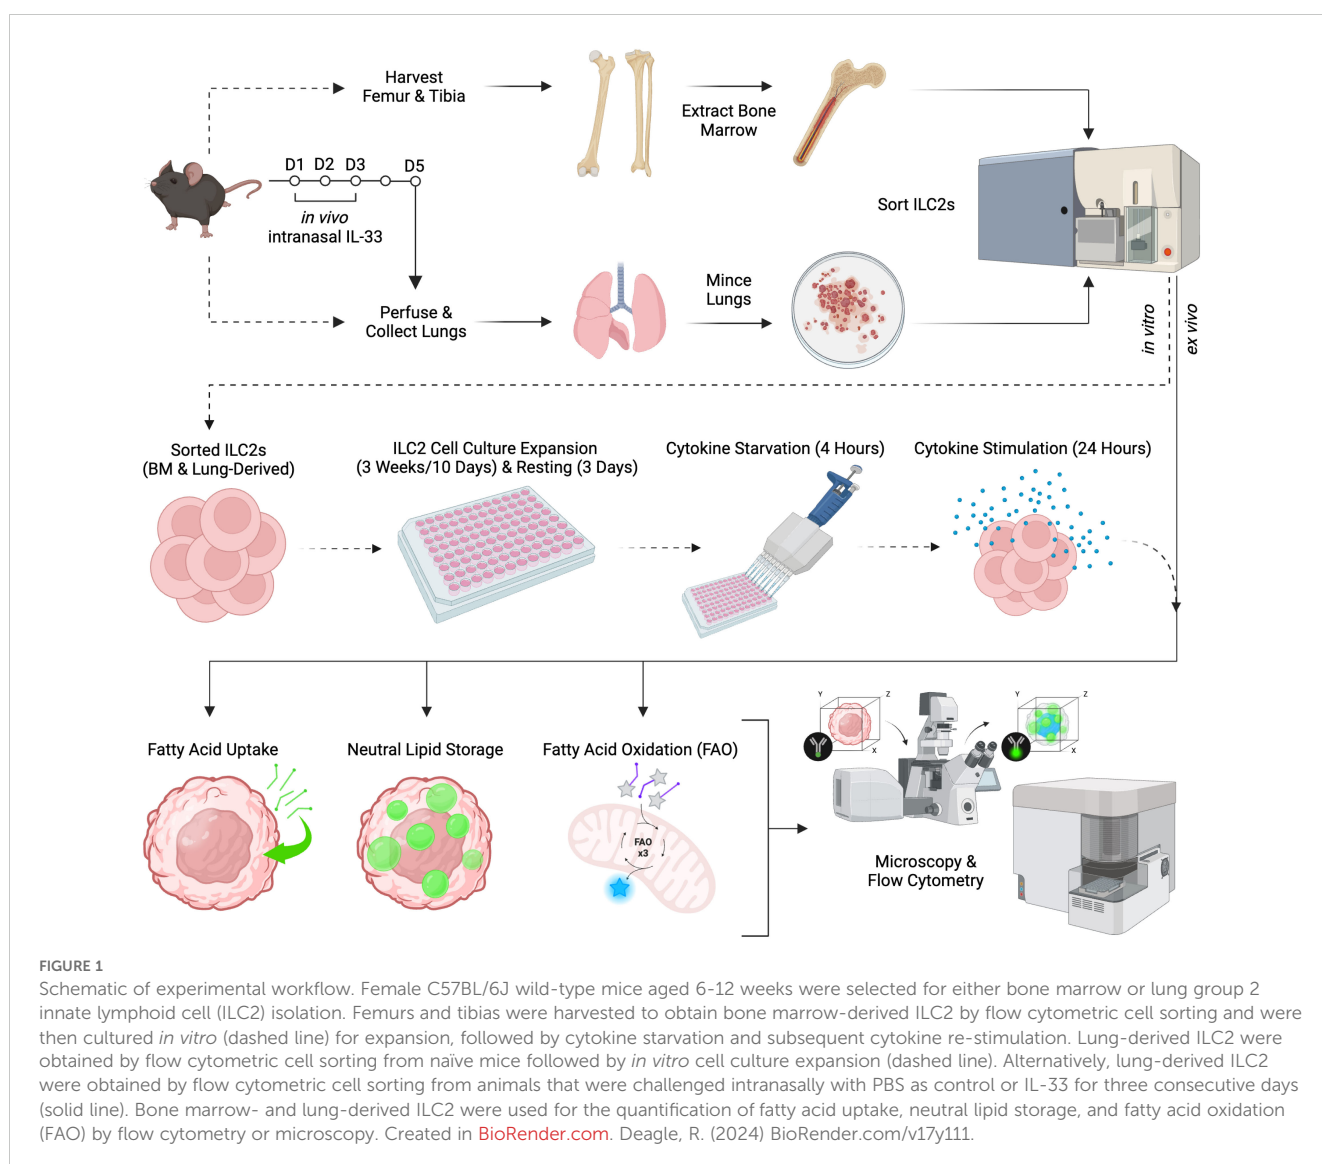 Harvest
Femur & Tibia
Extract Bone
Marrow
D1 D2 D3 D5
in vivo
intranasal IL-33
Sort ILC2s
Perfuse &
Collect Lungs
Mince
Lungs
in vitro
ex vivo
Sorted ILC2s
(BM & Lung-Derived)
ILC2 Cell Culture Expansion
(3 Weeks/10 Days) & Resting (3 Days)
Cytokine Starvation (4 Hours)
Cytokine Stimulation (24 Hours)
Fatty Acid Uptake
Neutral Lipid Storage
Fatty Acid Oxidation (FAO)
FAO
x3
Y Z
X
Y Z
X
Microscopy &
Flow Cytometry
FIGURE 1
Schematic of experimental workflow. Female C57BL/6J wild-type mice aged 6-12 weeks were selected for either bone marrow or lung group 2
innate lymphoid cell (ILC2) isolation. Femurs and tibias were harvested to obtain bone marrow-derived ILC2 by flow cytometric cell sorting and were
then cultured in vitro (dashed line) for expansion, followed by cytokine starvation and subsequent cytokine re-stimulation. Lung-derived ILC2 were
obtained by flow cytometric cell sorting from naïve mice followed by in vitro cell culture expansion (dashed line). Alternatively, lung-derived ILC2
were obtained by flow cytometric cell sorting from animals that were challenged intranasally with PBS as control or IL-33 for three consecutive days
(solid line). Bone marrow- and lung-derived ILC2 were used for the quantification of fatty acid uptake, neutral lipid storage, and fatty acid oxidation
(FAO) by flow cytometry or microscopy. Created in BioRender.com. Deagle, R. (2024) BioRender.com/v17y111.